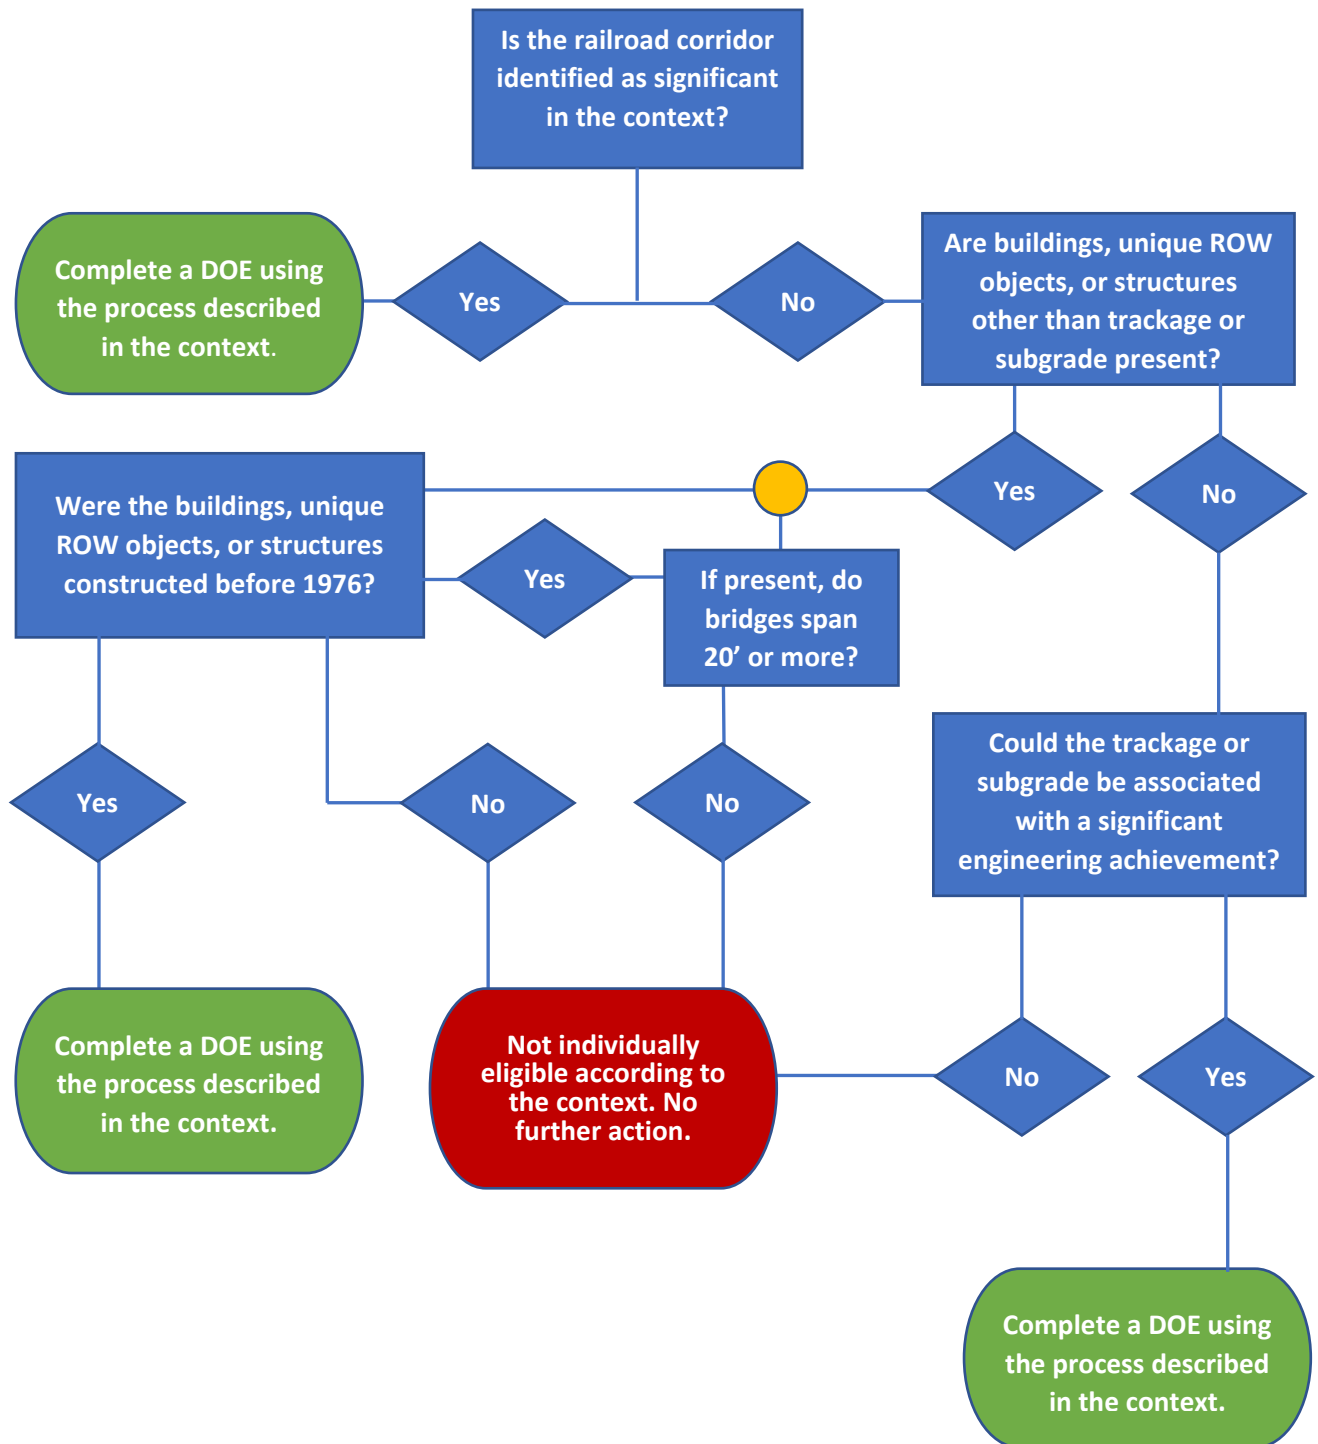 Is the railroad corridor
identified as significant
in the context?
Complete a DOE using
the process described
in the context.
Yes
No
Are buildings, unique ROW
objects, or structures
other than trackage or
subgrade present?
Were the buildings, unique
ROW objects, or structures
constructed before 1976?
Yes
If present, do
bridges span
20’ or more?
Yes
No
Yes
No
No
Could the trackage or
subgrade be associated
with a significant
engineering achievement?
Complete a DOE using
the process described
in the context.
Not individually
eligible according to
the context. No
further action.
No
Yes
Complete a DOE using
the process described
in the context.